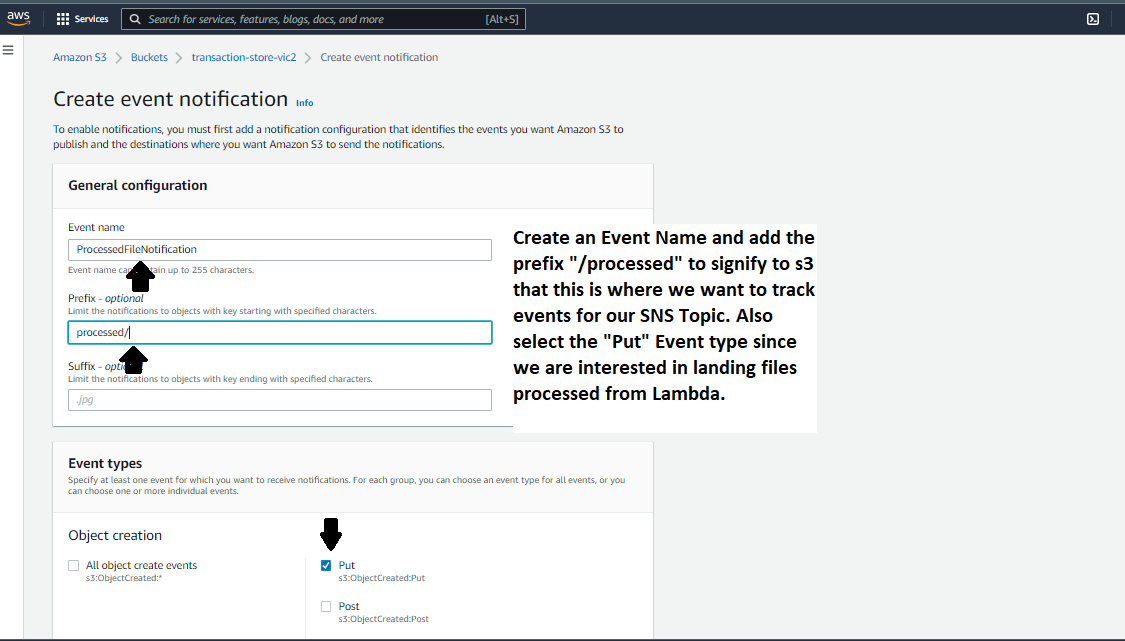 aws
Services
Search for services, features, blogs, docs, and more
[Alt+S]
Amazon S3 > Buckets > transaction-store-vic2 > Create event notification
Create event notification Info
To enable notifications, you must first add a notification configuration that identifies the events you want Amazon S3 to
publish and the destinations where you want Amazon S3 to send the notifications.
General configuration
Event name
ProcessedFileNotification
Event name can tain up to 255 characters.
Prefix - optional
Limit the notifications to objects with key starting with specified characters.
processed/
Suffix - optional
Limit the notifications to objects with key ending with specified characters.
.jpg
Create an Event Name and add the
prefix "/processed" to signify to s3
that this is where we want to track
events for our SNS Topic. Also
select the "Put" Event type since
we are interested in landing files
processed from Lambda.
Event types
Specify at least one event for which you want to receive notifications. For each group, you can choose an event type for all events, or you
can choose one or more individual events.
Object creation
All object create events
s3:ObjectCreated:*
Put
s3:ObjectCreated:Put
Post
s3:ObjectCreated:Post